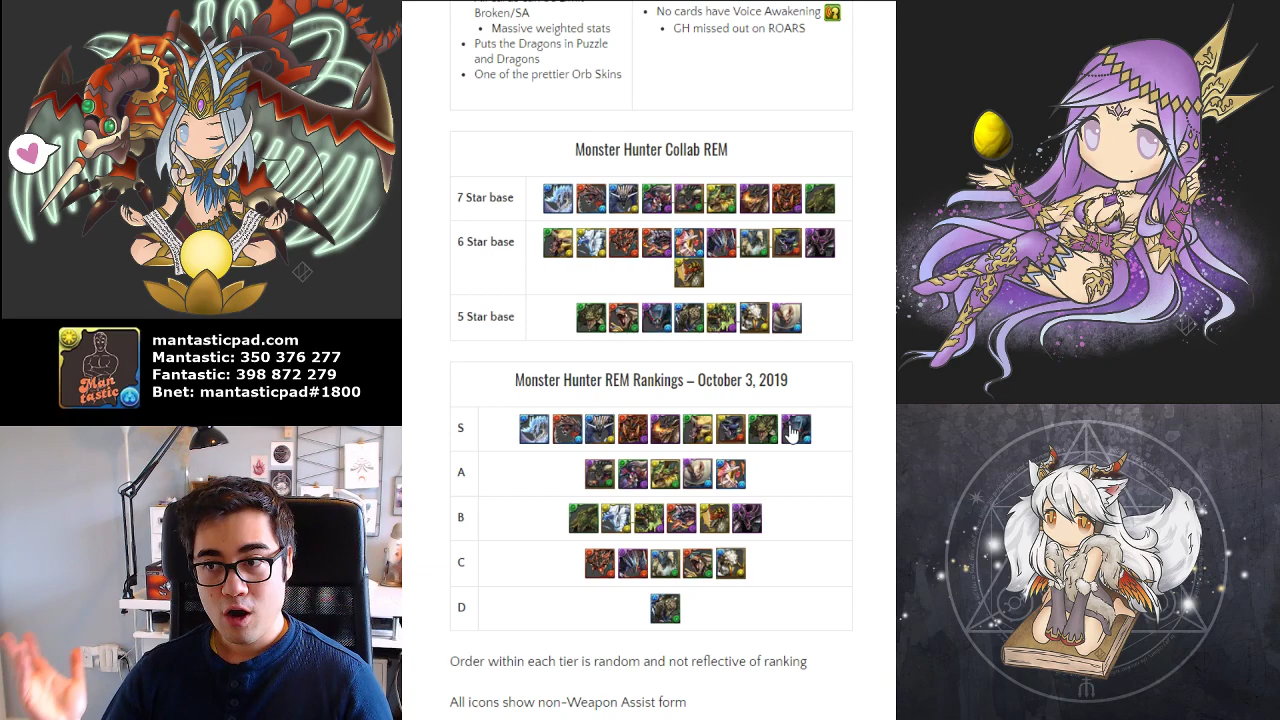 Broken/SA
Massive weighted stats
Puts the Dragons in Puzzle
and Dragons
One of the prettier Orb Skins
No cards have Voice Awakening
GH missed out on ROARS
Monster Hunter Collab REM
7 Star base
6 Star base
5 Star base
Man
tastic
mantasticpad.com
Mantastic: 350 376 277
Fantastic: 398 872 279
Bnet: mantasticpad#1800
Monster Hunter REM Rankings – October 3, 2019
S
A
B
C
D
Order within each tier is random and not reflective of ranking
All icons show non-Weapon Assist form